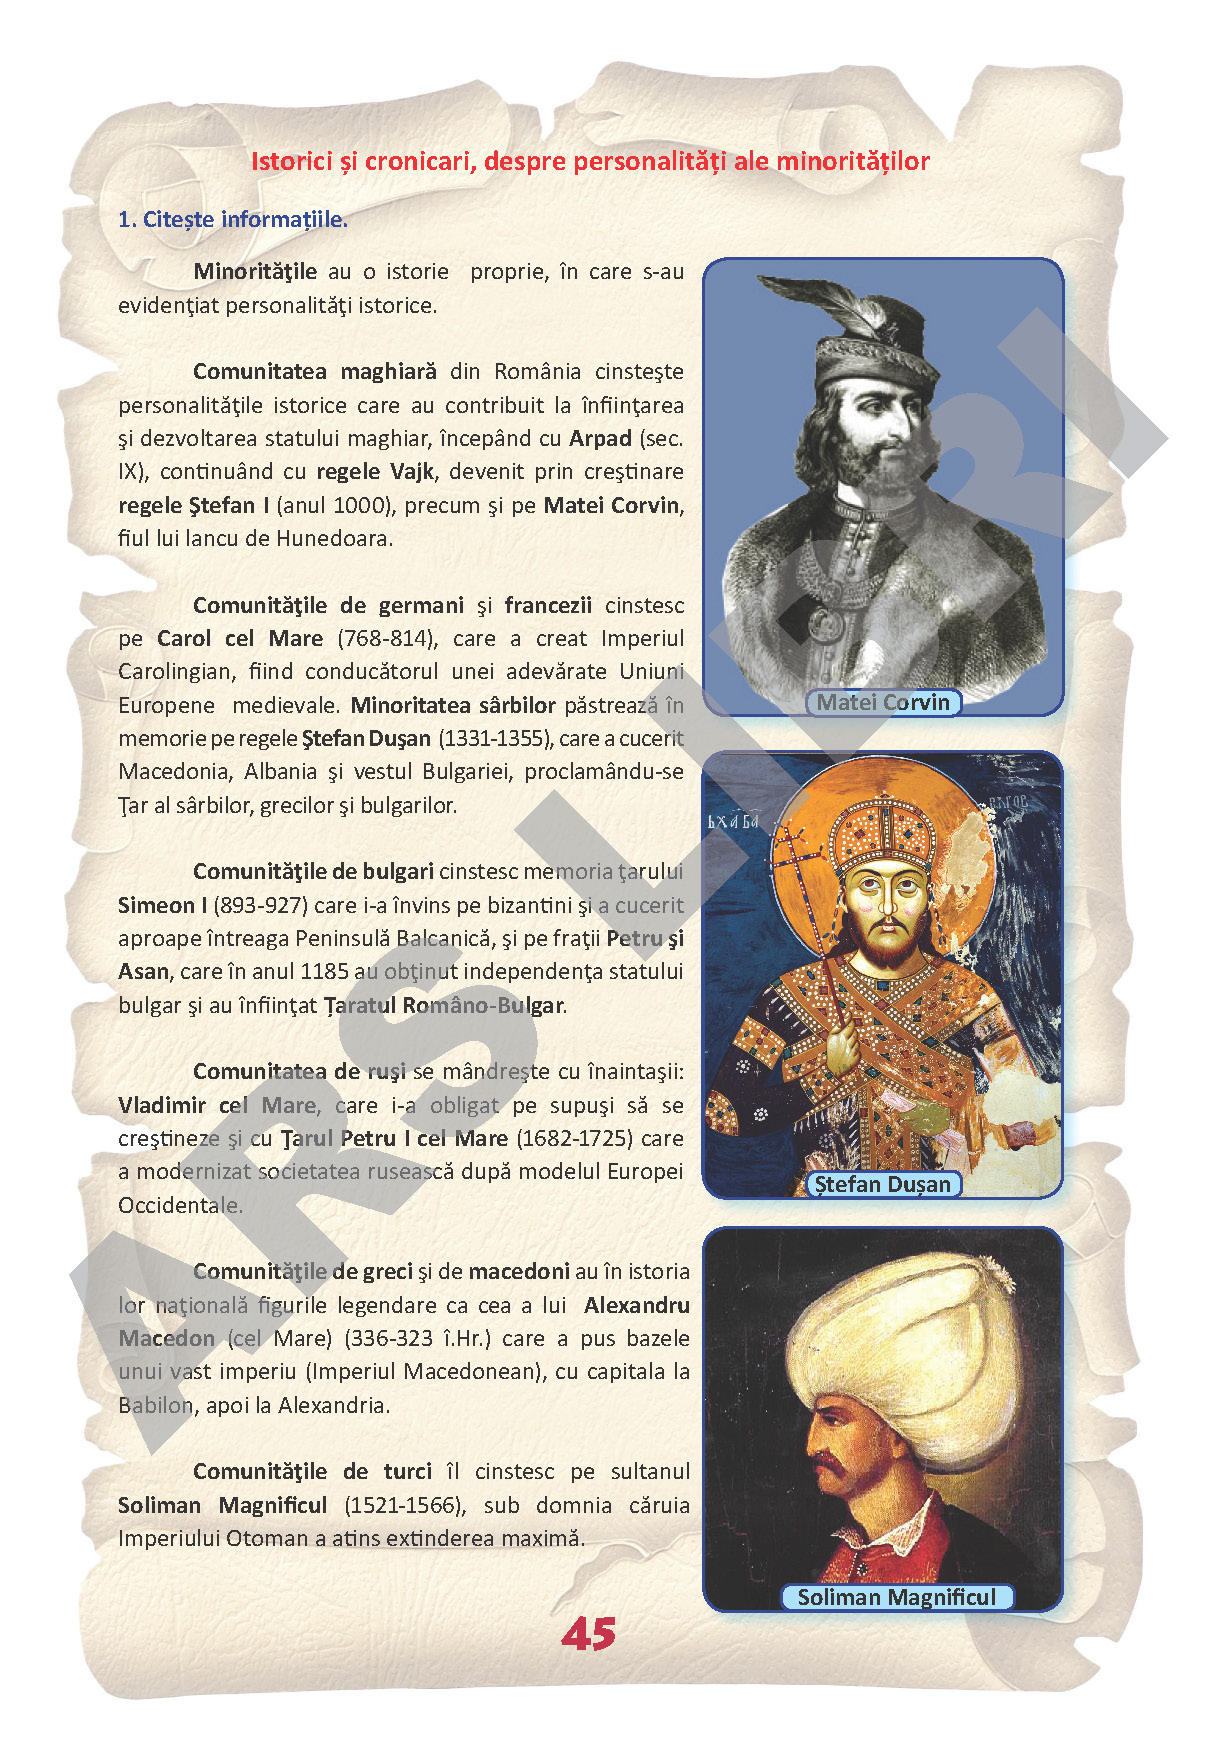 Istorici și cronicari, despre personalități ale minorităților
1. Citește informațiile.
Minorităţile au o istorie proprie, în care s-au
evidenţiat personalităţi istorice.
Comunitatea maghiară din România cinsteşte
personalităţile istorice care au contribuit la înfiinţarea
şi dezvoltarea statului maghiar, începând cu Arpad (sec.
IX), continuând cu regele Vajk, devenit prin creştinare
regele Ştefan I (anul 1000), precum şi pe Matei Corvin,
fiul lui Iancu de Hunedoara.
Comunităţile de germani şi francezii cinstesc
pe Carol cel Mare (768-814), care a creat Imperiul
Carolingian, fiind conducătorul unei adevărate Uniuni
Europene medievale. Minoritatea sârbilor păstrează în
memorie pe regele Ştefan Duşan (1331-1355), care a cucerit
Macedonia, Albania şi vestul Bulgariei, proclamându-se
Ţar al sârbilor, grecilor şi bulgarilor.
Comunităţile de bulgari cinstesc memoria ţarului
Simeon I (893-927) care i-a învins pe bizantini şi a cucerit
aproape întreaga Peninsulă Balcanică, şi pe fraţii Petru şi
Asan, care în anul 1185 au obţinut independenţa statului
bulgar şi au înfiinţat Țaratul Româno-Bulgar.
Comunitatea de ruşi se mândreşte cu înaintaşii:
Vladimir cel Mare, care i-a obligat pe supuşi să se
creştineze şi cu Ţarul Petru I cel Mare (1682-1725) care
a modernizat societatea rusească după modelul Europei
Occidentale.
Comunităţile de greci şi de macedoni au în istoria
lor naţională figurile legendare ca cea a lui Alexandru
Macedon (cel Mare) (336-323 î.Hr.) care a pus bazele
unui vast imperiu (Imperiul Macedonean), cu capitala la
Babilon, apoi la Alexandria.
Comunităţile de turci îl cinstesc pe sultanul
Soliman Magnificul (1521-1566), sub domnia căruia
Imperiului Otoman a atins extinderea maximă.
Matei Corvin
Ștefan Dușan
Soliman Magnificul
45
ARS LIBRI